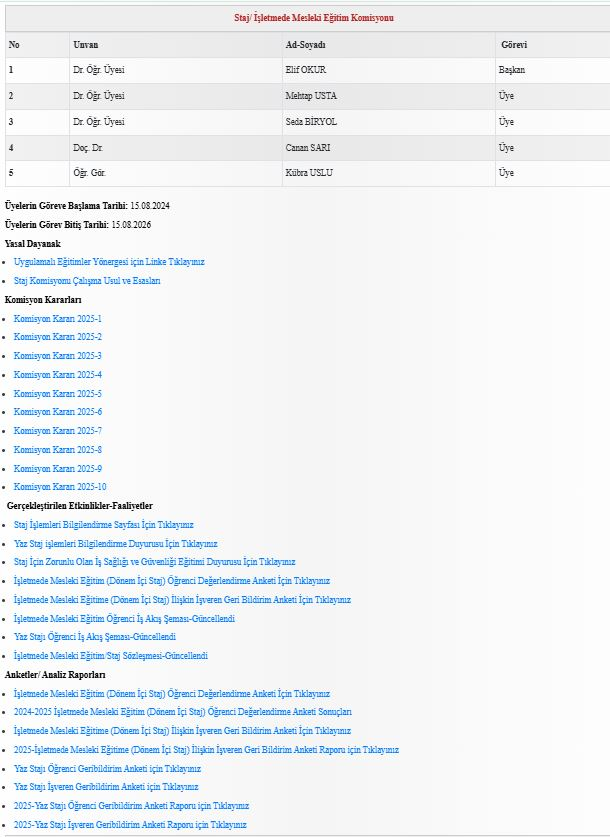 Staj/ İşletmede Mesleki Eğitim Komisyonu
No Unvan Ad-Soyadı Görevi
1 Dr. Öğr. Üyesi Elif OKUR Başkan
2 Dr. Öğr. Üyesi Mehtap USTA Üye
3 Dr. Öğr. Üyesi Seda BİRYOL Üye
4 Doç. Dr. Canan SARI Üye
5 Öğr. Gör. Kübra USLU Üye
Üyelerin Göreve Başlama Tarihi: 15.08.2024
Üyelerin Görev Bitiş Tarihi: 15.08.2026
Yasal Dayanak
• Uygulamalı Eğitimler Yönergesi için Linke Tıklayınız
• Staj Komisyonu Çalışma Usul ve Esasları
Komisyon Kararları
• Komisyon Kararı 2025-1
• Komisyon Kararı 2025-2
• Komisyon Kararı 2025-3
• Komisyon Kararı 2025-4
• Komisyon Kararı 2025-5
• Komisyon Kararı 2025-6
• Komisyon Kararı 2025-7
• Komisyon Kararı 2025-8
• Komisyon Kararı 2025-9
• Komisyon Kararı 2025-10
Gerçekleştirilen Etkinlikler-Faaliyetler
• Staj İşlemleri Bilgilendirme Sayfası İçin Tıklayınız
• Yaz Staj işlemleri Bilgilendirme Duyurusu İçin Tıklayınız
• Staj İçin Zorunlu Olan İş Sağlığı ve Güvenliği Eğitimi Duyurusu İçin Tıklayınız
• İşletmede Mesleki Eğitim (Dönem İçi Staj) Öğrenci Değerlendirme Anketi İçin Tıklayınız
• İşletmede Mesleki Eğitime (Dönem İçi Staj) İlişkin İşveren Geri Bildirim Anketi İçin Tıklayınız
• İşletmede Mesleki Eğitim Öğrenci İş Akış Şeması-Güncellendi
• Yaz Stajı Öğrenci İş Akış Şeması-Güncellendi
• İşletmede Mesleki Eğitim/Staj Sözleşmesi-Güncellendi
Anketler/ Analiz Raporları
• İşletmede Mesleki Eğitim (Dönem İçi Staj) Öğrenci Değerlendirme Anketi İçin Tıklayınız
• 2024-2025 İşletmede Mesleki Eğitim (Dönem İçi Staj) Öğrenci Değerlendirme Anketi Sonuçları
• İşletmede Mesleki Eğitime (Dönem İçi Staj) İlişkin İşveren Geri Bildirim Anketi İçin Tıklayınız
• 2025-İşletmede Mesleki Eğitime (Dönem İçi Staj) İlişkin İşveren Geri Bildirim Anketi Raporu için Tıklayınız
• Yaz Stajı Öğrenci Geribildirim Anketi için Tıklayınız
• Yaz Stajı İşveren Geribildirim Anketi için Tıklayınız
• 2025-Yaz Stajı Öğrenci Geribildirim Anketi Raporu için Tıklayınız
• 2025-Yaz Stajı İşveren Geribildirim Anketi Raporu için Tıklayınız